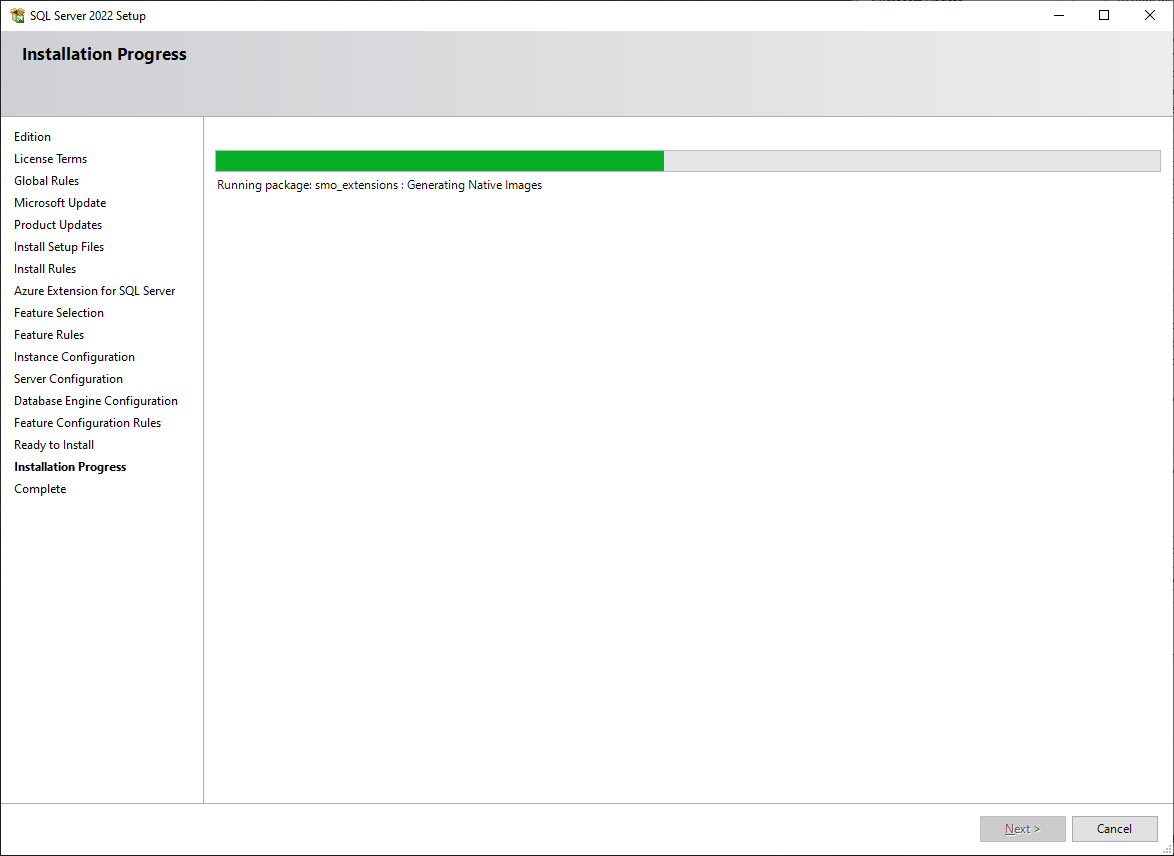 SQL Server 2022 Setup
Installation Progress
Edition
License Terms
Global Rules
Microsoft Update
Product Updates
Install Setup Files
Install Rules
Azure Extension for SQL Server
Feature Selection
Feature Rules
Instance Configuration
Server Configuration
Database Engine Configuration
Feature Configuration Rules
Ready to Install
Installation Progress
Complete
Running package: smo_extensions : Generating Native Images
Next >
Cancel